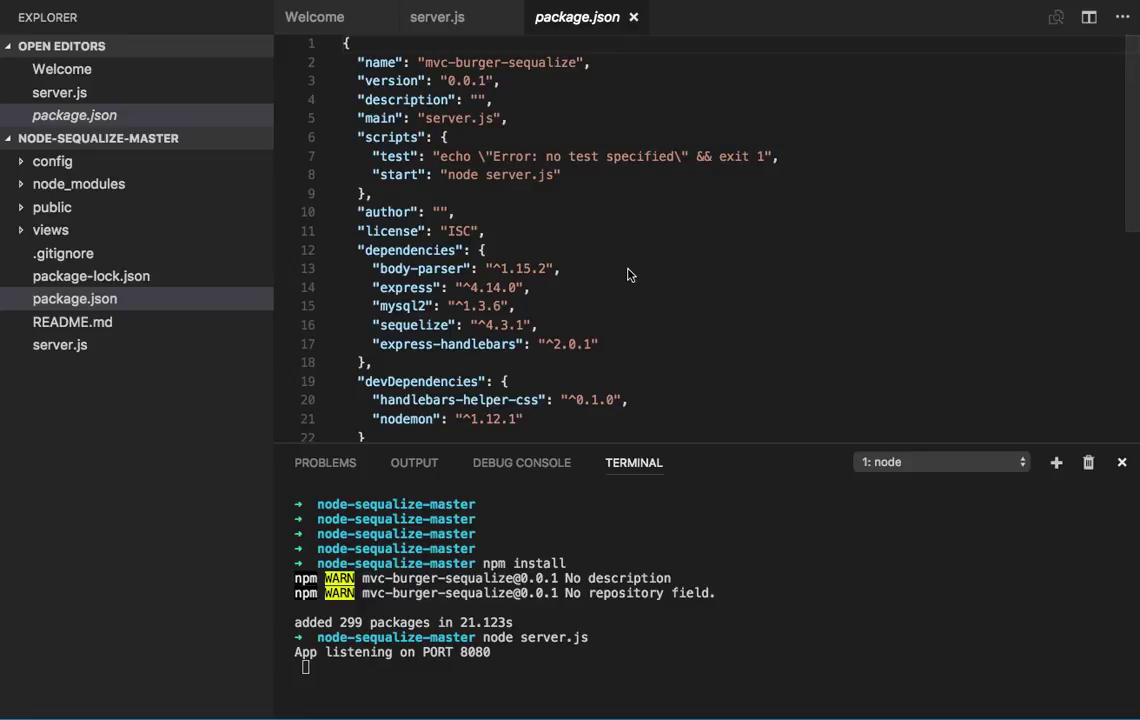 EXPLORER
OPEN EDITORS
Welcome
server.js
package.json
NODE-SEQUALIZE-MASTER
config
node_modules
public
views
.gitignore
package-lock.json
package.json
README.md
server.js
Welcome server.js package.json
1 {
2 "name": "mvc-burger-sequalize",
3 "version": "0.0.1",
4 "description": "",
5 "main": "server.js",
6 "scripts": {
7 "test": "echo \"Error: no test specified\" && exit 1",
8 "start": "node server.js"
9 },
10 "author": "",
11 "license": "ISC",
12 "dependencies": {
13 "body-parser": "^1.15.2",
14 "express": "^4.14.0",
15 "mysql2": "^1.3.6",
16 "sequelize": "^4.3.1",
17 "express-handlebars": "^2.0.1"
18 },
19 "devDependencies": {
20 "handlebars-helper-css": "^0.1.0",
21 "nodemon": "^1.12.1"
22 }
PROBLEMS OUTPUT DEBUG CONSOLE TERMINAL 1: node
→ node-sequalize-master
→ node-sequalize-master
→ node-sequalize-master
→ node-sequalize-master
→ node-sequalize-master npm install
npm WARN mvc-burger-sequalize@0.0.1 No description
npm WARN mvc-burger-sequalize@0.0.1 No repository field.
added 299 packages in 21.123s
→ node-sequalize-master node server.js
App listening on PORT 8080